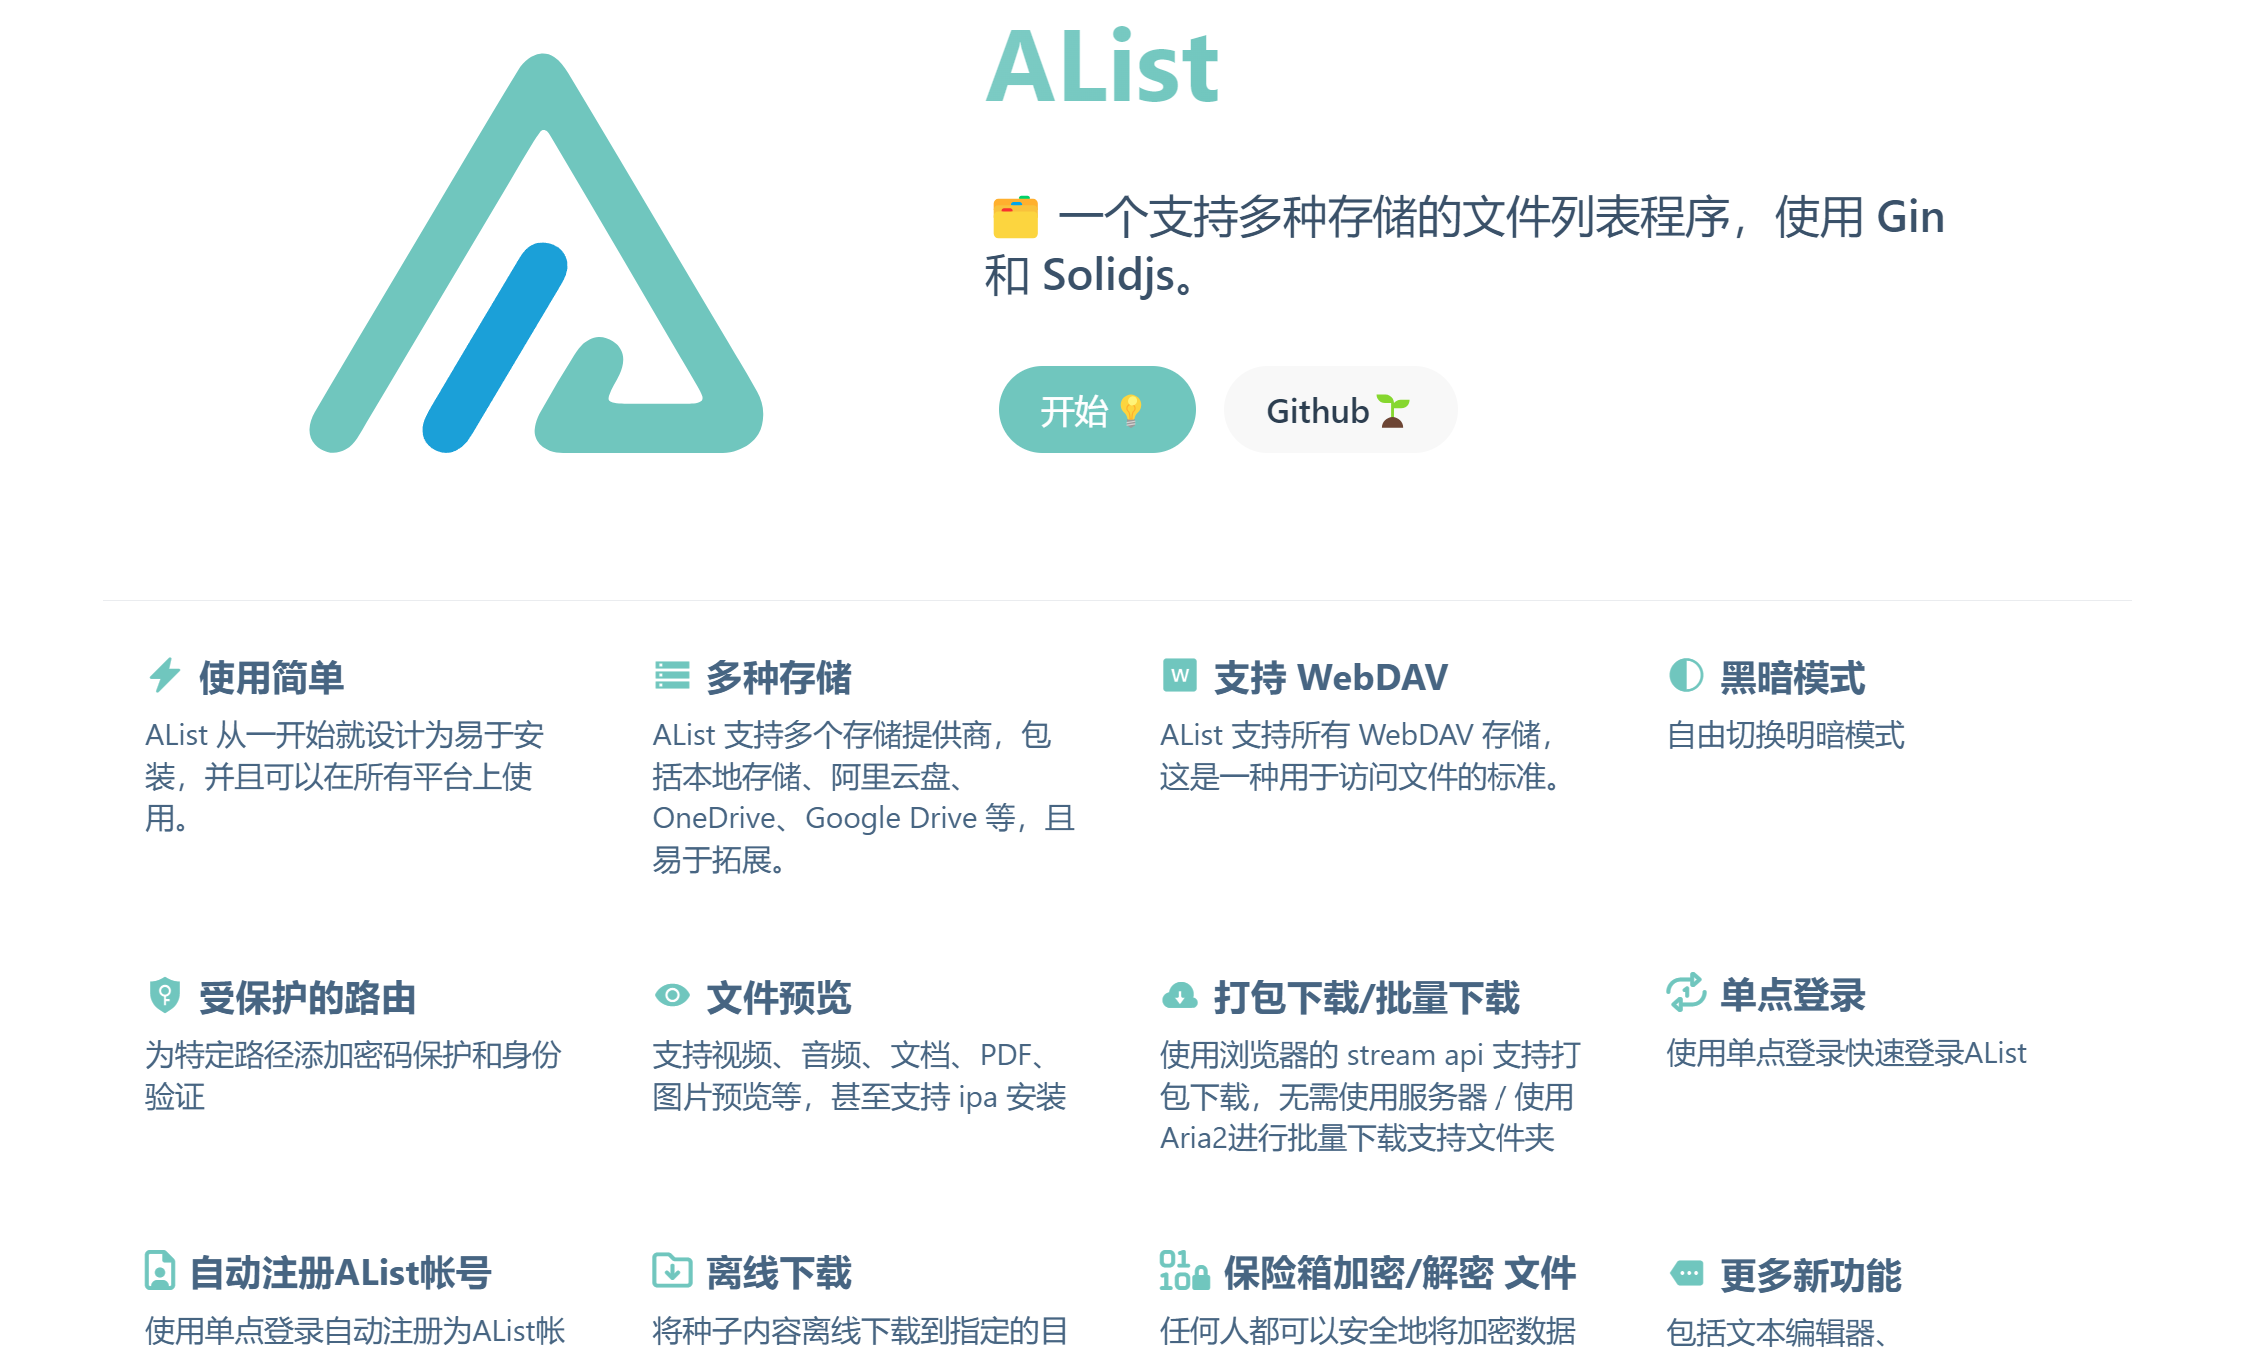 AList
🗂️ 一个支持多种存储的文件列表程序，使用 Gin
和 Solidjs。
开始💡
Github🌱
使用简单
AList 从一开始就设计为易于安
装，并且可以在所有平台上使
用。
多种存储
AList 支持多个存储提供商，包
括本地存储、阿里云盘、
OneDrive、Google Drive 等，且
易于拓展。
W 支持 WebDAV
AList 支持所有 WebDAV 存储，
这是一种用于访问文件的标准。
黑暗模式
自由切换明暗模式
受保护的路由
为特定路径添加密码保护和身份
验证
文件预览
支持视频、音频、文档、PDF、
图片预览等，甚至支持 ipa 安装
打包下载/批量下载
使用浏览器的 stream api 支持打
包下载，无需使用服务器 / 使用
Aria2进行批量下载支持文件夹
1 单点登录
使用单点登录快速登录AList
自动注册AList帐号
使用单点登录自动注册为AList帐
离线下载
将种子内容离线下载到指定的目
01
10 保险箱加密/解密 文件
任何人都可以安全地将加密数据
更多新功能
包括文本编辑器、